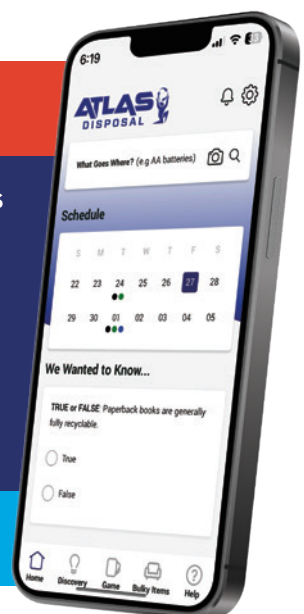 s
6:19
ATLAS
DISPOSAL
What Goes Where? (e.g AA batteries)
Schedule
S M T W T F S
22 23 24 25 26 27 28
29 30 01 02 03 04 05
We Wanted to Know...
TRUE or FALSE: Paperback books are generally
fully recyclable.
True
False
Home Discovery Game Bulky Items Help